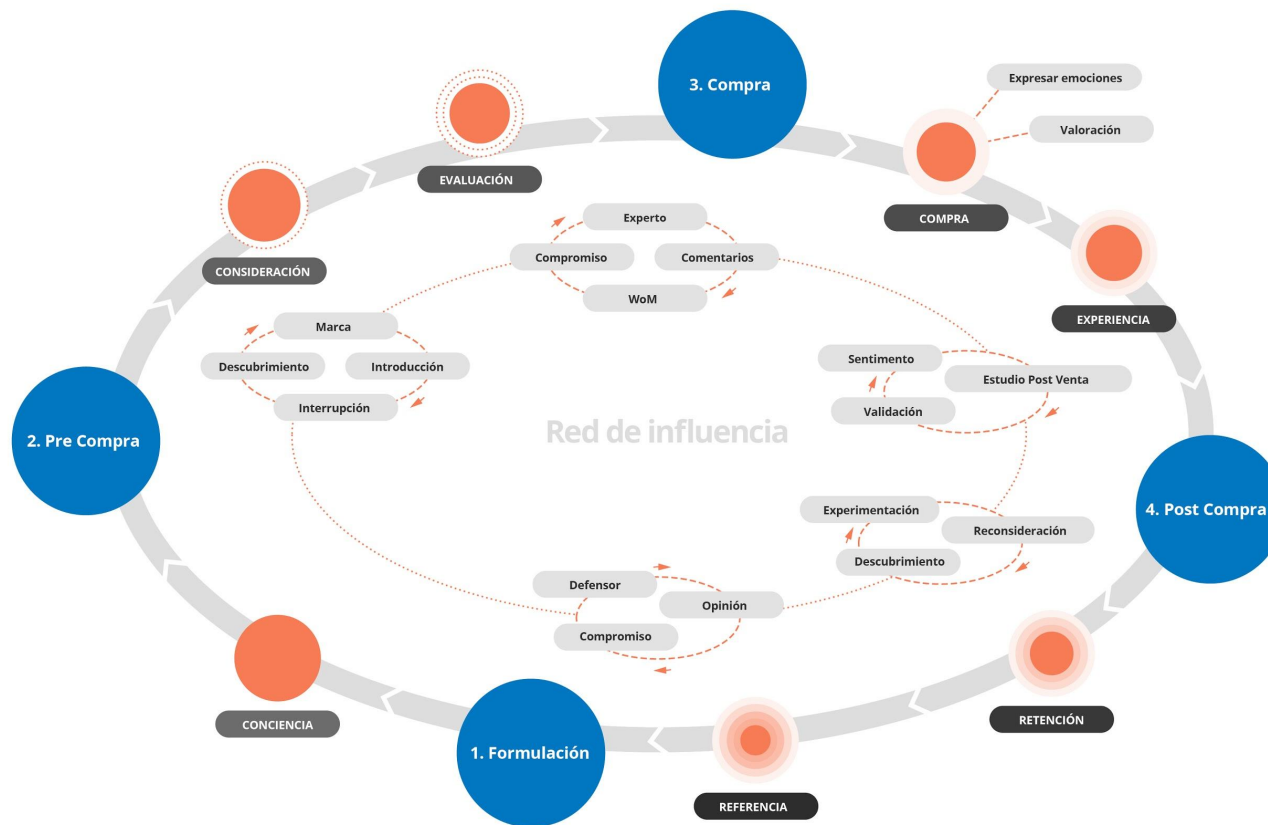 3. Compra
Expresar emociones
Valoración
EVALUACIÓN
COMPRA
CONSIDERACIÓN
EXPERIENCIA
Experto
Compromiso
Comentarios
WoM
Marca
Descubrimiento
Introducción
Interrupción
Sentimento
Estudio Post Venta
Validación
Red de influencia
2. Pre Compra
4. Post Compra
Experimentación
Reconsideración
Descubrimiento
Defensor
Opinión
Compromiso
CONCIENCIA
1. Formulación
RETENCIÓN
REFERENCIA